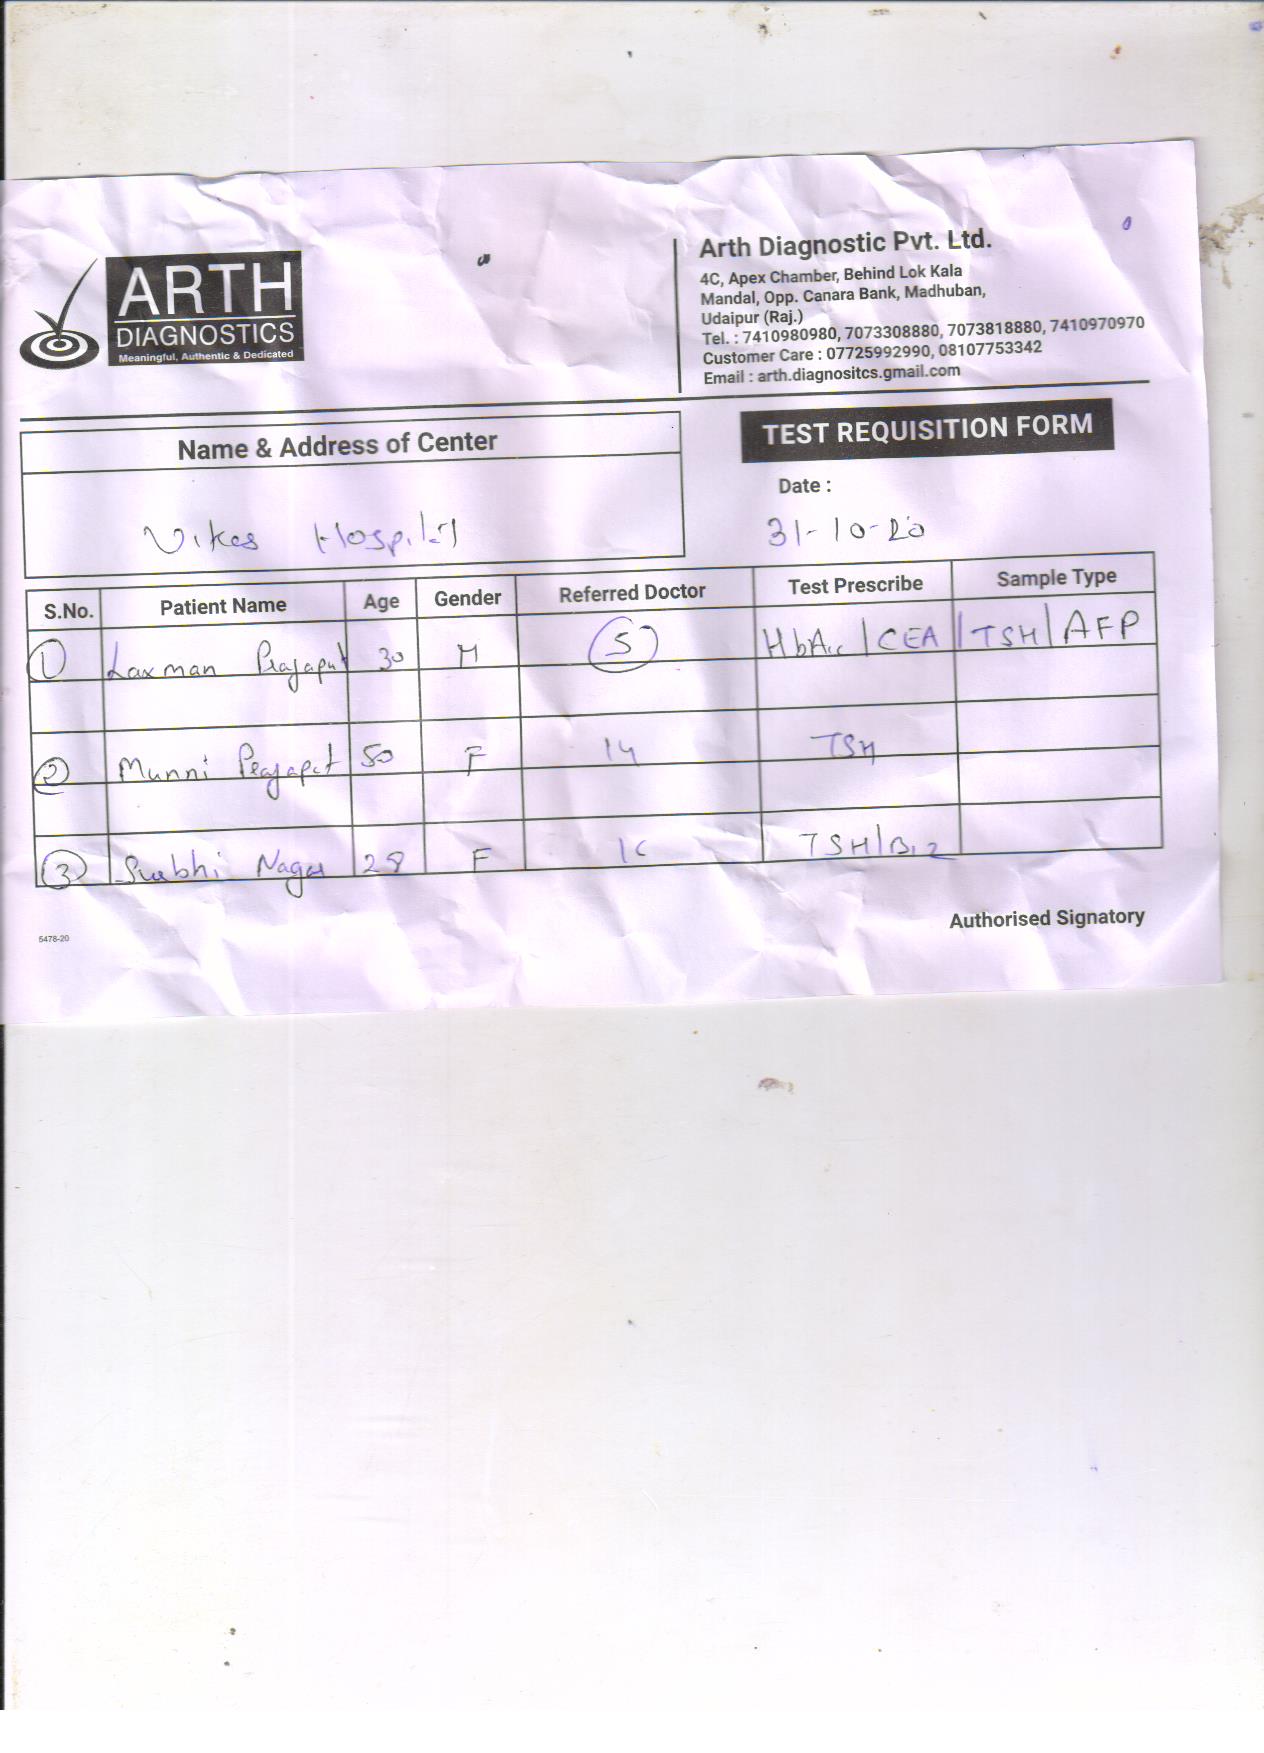 ARTH
DIAGNOSTICS
Meaningful, Authentic & Dedicated
Arth Diagnostic Pvt. Ltd.
4C, Apex Chamber, Behind Lok Kala
Mandal, Opp. Canara Bank, Madhuban,
Udaipur (Raj.)
Tel. : 7410980980, 7073308880, 7073818880, 7410970970
Customer Care : 07725992990, 08107753342
Email : arth.diagnositcs.gmail.com
Name & Address of Center
TEST REQUISITION FORM
Vikas Hospital
Date :
31-10-20
S.No. Patient Name Age Gender Referred Doctor Test Prescribe Sample Type
1 Laxman Prajapat 30 M 5 HbA1c | CEA | TSH | AFP
2 Munni Prajapat 50 F 14 TSH
3 Surbhi Nagar 28 F TSH | B12
Authorised Signatory
5478-20